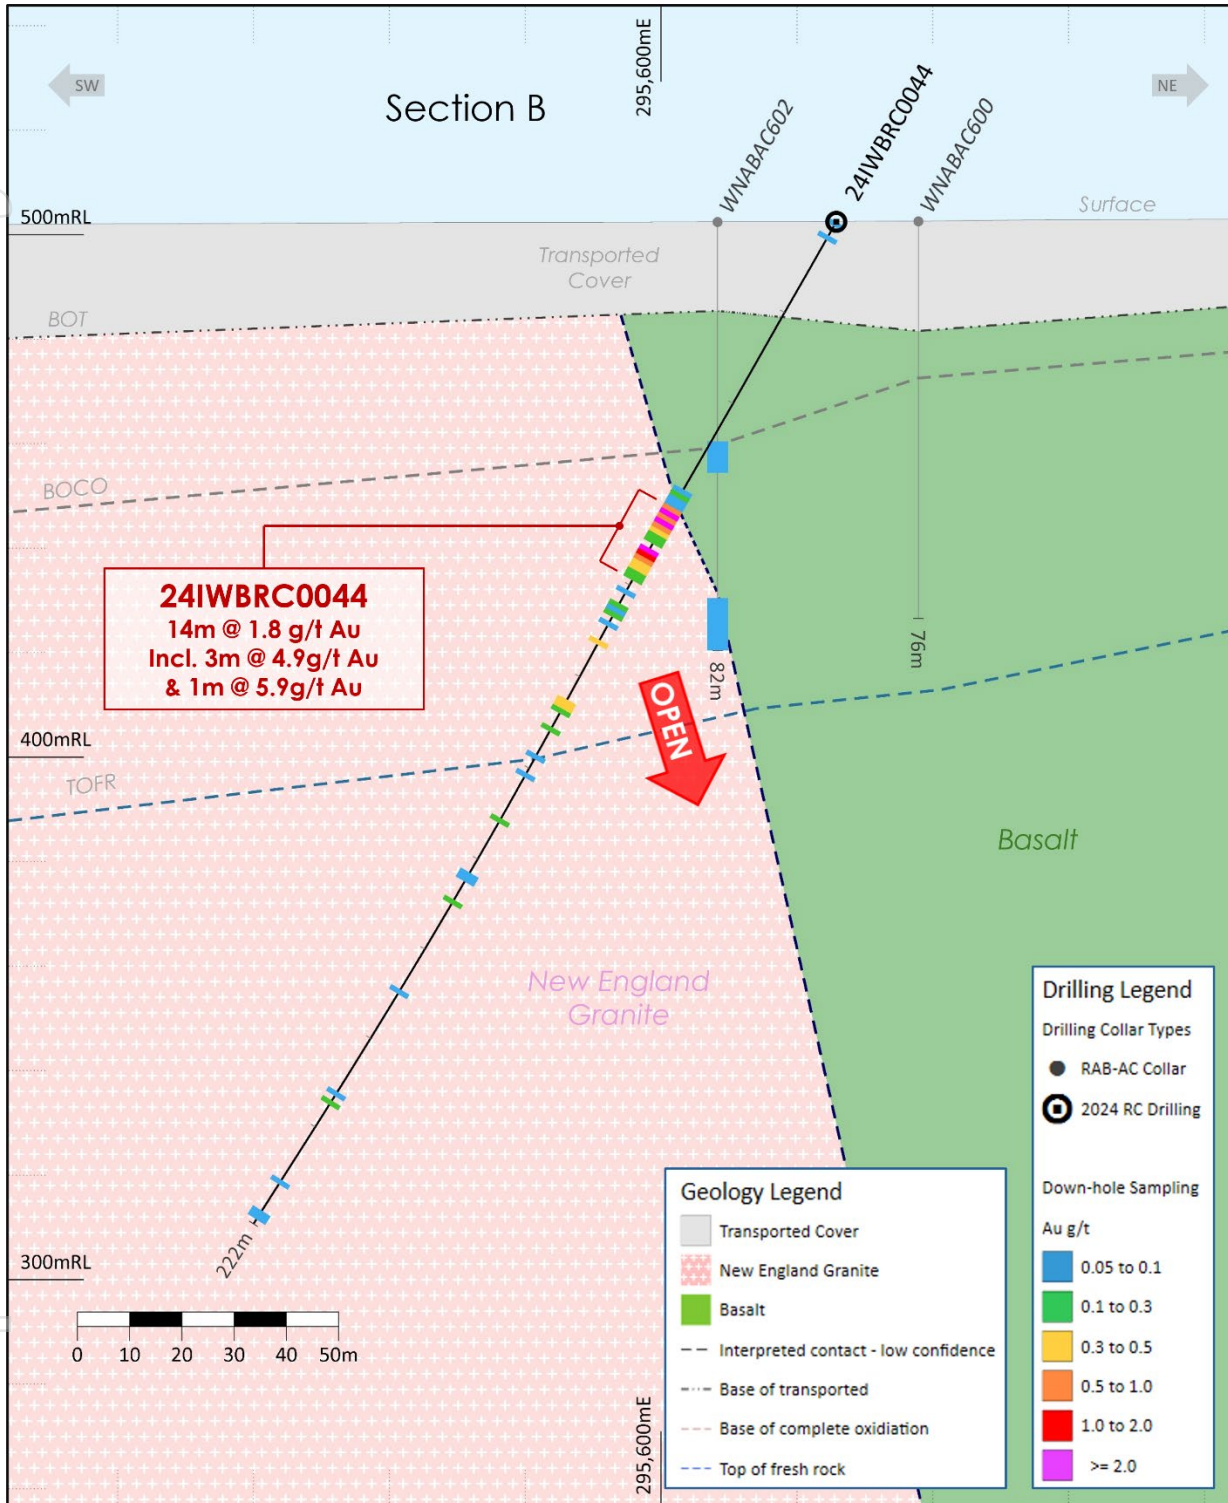 295,600mE
SW
Section B
NE
WNABAC602
24IWBRC0044
WNABAC600
500mRL
Surface
Transported
Cover
BOT
BOCO
24IWBRC0044
14m @ 1.8 g/t Au
Incl. 3m @ 4.9g/t Au
& 1m @ 5.9g/t Au
76m
82m
OPEN
400mRL
TOFR
Basalt
New England
Granite
222m
300mRL
0 10 20 30 40 50m
295,600mE
Geology Legend
Transported Cover
New England Granite
Basalt
Interpreted contact - low confidence
Base of transported
Base of complete oxidiation
Top of fresh rock
Drilling Legend
Drilling Collar Types
RAB-AC Collar
2024 RC Drilling
Down-hole Sampling
Au g/t
0.05 to 0.1
0.1 to 0.3
0.3 to 0.5
0.5 to 1.0
1.0 to 2.0
>= 2.0